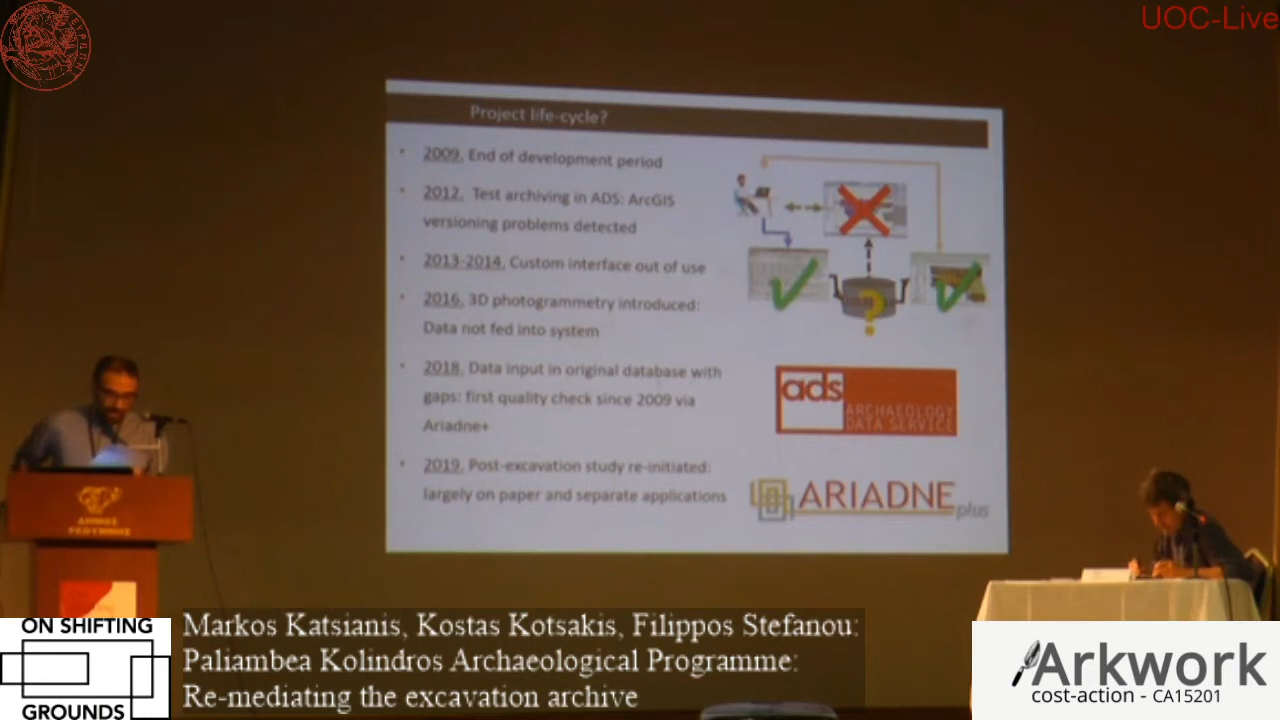 UOC-Live
Project life-cycle?
• 2009. End of development period
• 2012. Test archiving in ADS: ArcGIS
versioning problems detected
• 2013-2014. Custom interface out of use
• 2016. 3D photogrammetry introduced:
Data not fed into system
• 2018. Data input in original database with
gaps: first quality check since 2009 via
Ariadne+
• 2019. Post-excavation study re-initiated:
largely on paper and separate applications
?
ads
ARCHAEOLOGY
DATA SERVICE
ARIADNE
plus
ΔΗΜΟΣ
ΡΕΘΥΜΝΗΣ
ON SHIFTING
GROUNDS
Markos Katsianis, Kostas Kotsakis, Filippos Stefanou:
Paliambea Kolindros Archaeological Programme:
Re-mediating the excavation archive
Arkwork
cost-action - CA15201